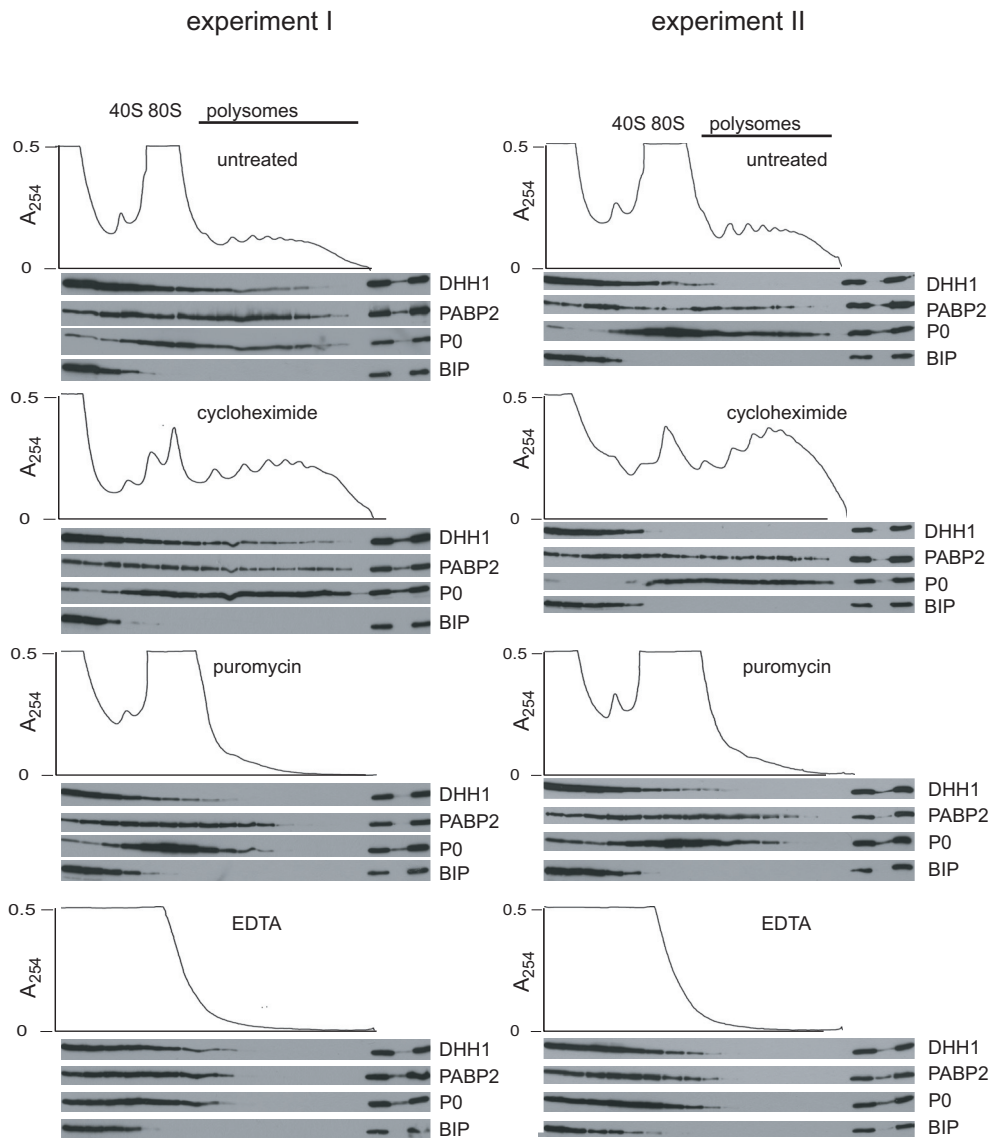 experiment I
experiment II
40S 80S polysomes
0.5
untreated
A254
0
DHH1
PABP2
P0
BIP
0.5
cycloheximide
A254
0
DHH1
PABP2
P0
BIP
0.5
puromycin
A254
0
DHH1
PABP2
P0
BIP
0.5
EDTA
A254
0
DHH1
PABP2
P0
BIP
40S 80S polysomes
0.5
untreated
A254
0
DHH1
PABP2
P0
BIP
0.5
cycloheximide
A254
0
DHH1
PABP2
P0
BIP
0.5
puromycin
A254
0
DHH1
PABP2
P0
BIP
0.5
EDTA
A254
0
DHH1
PABP2
P0
BIP